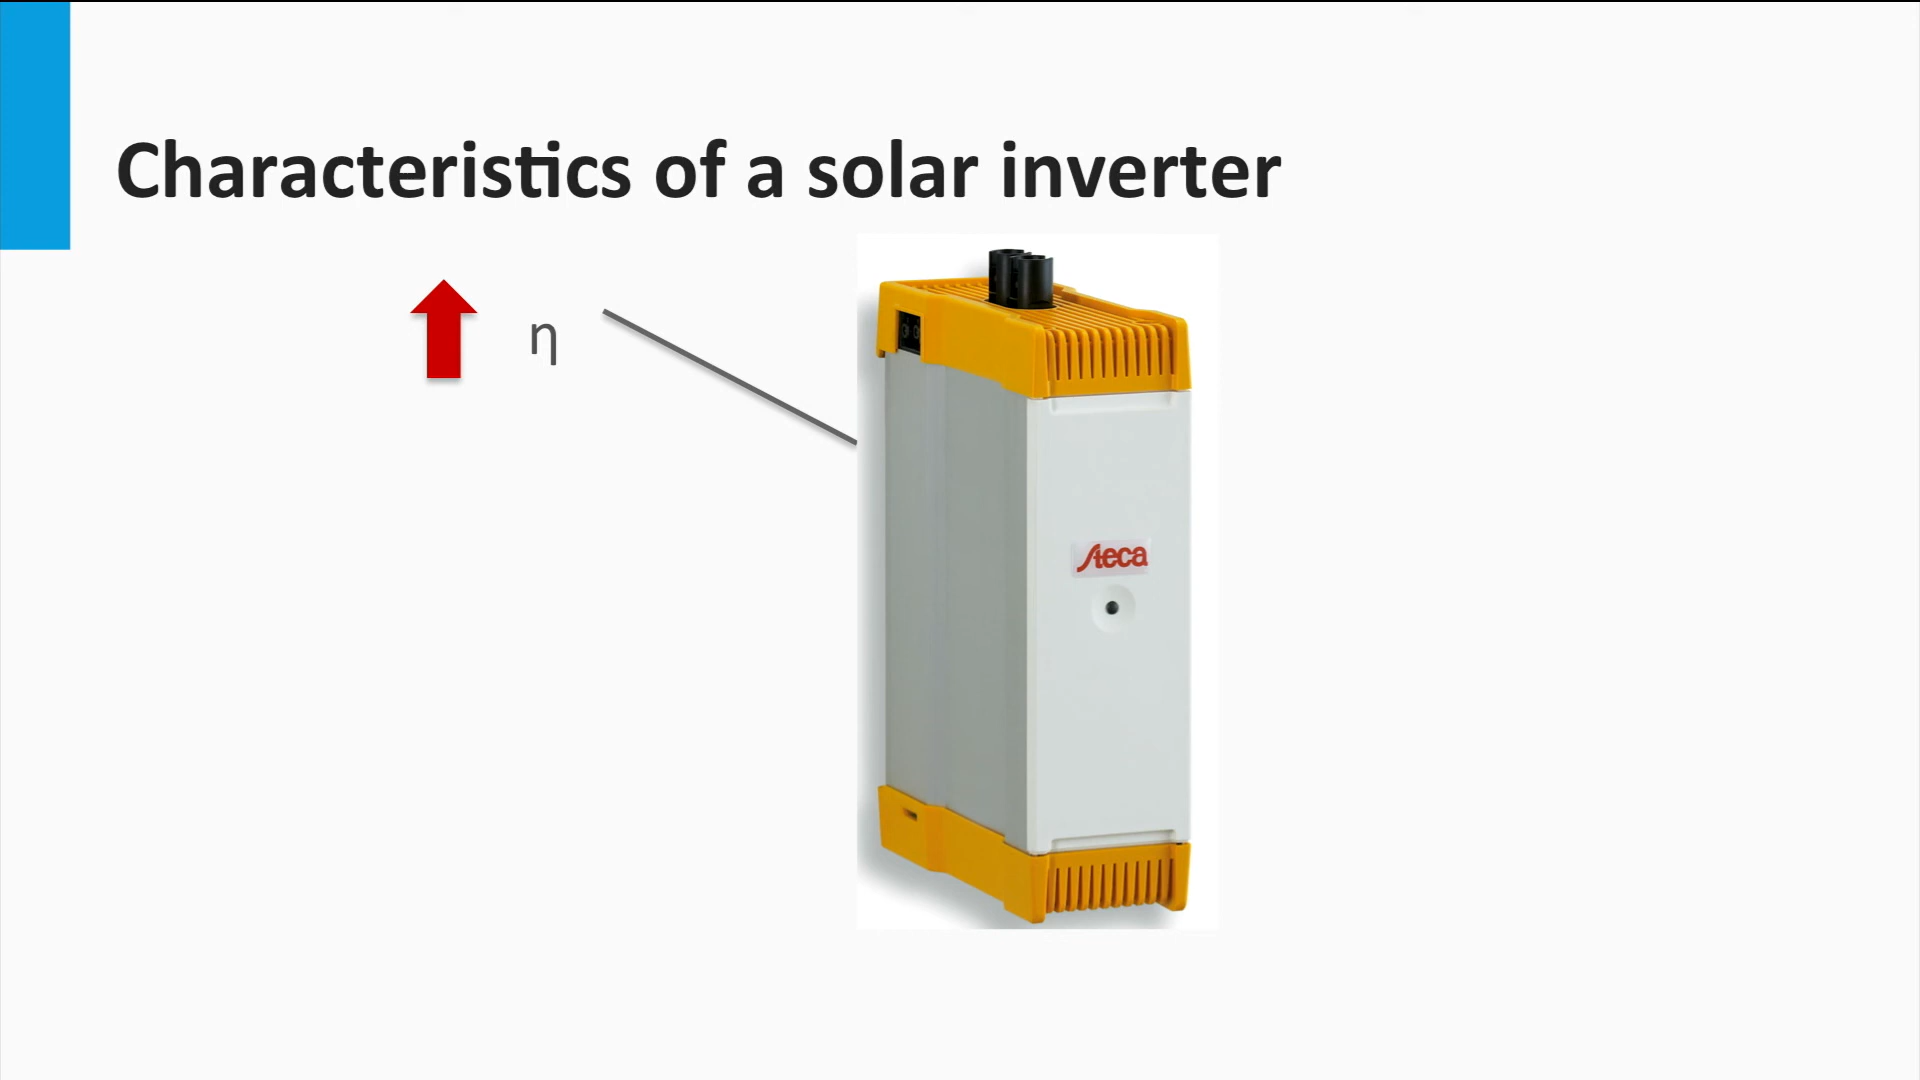 Characteristics of a solar inverter
η
Steca